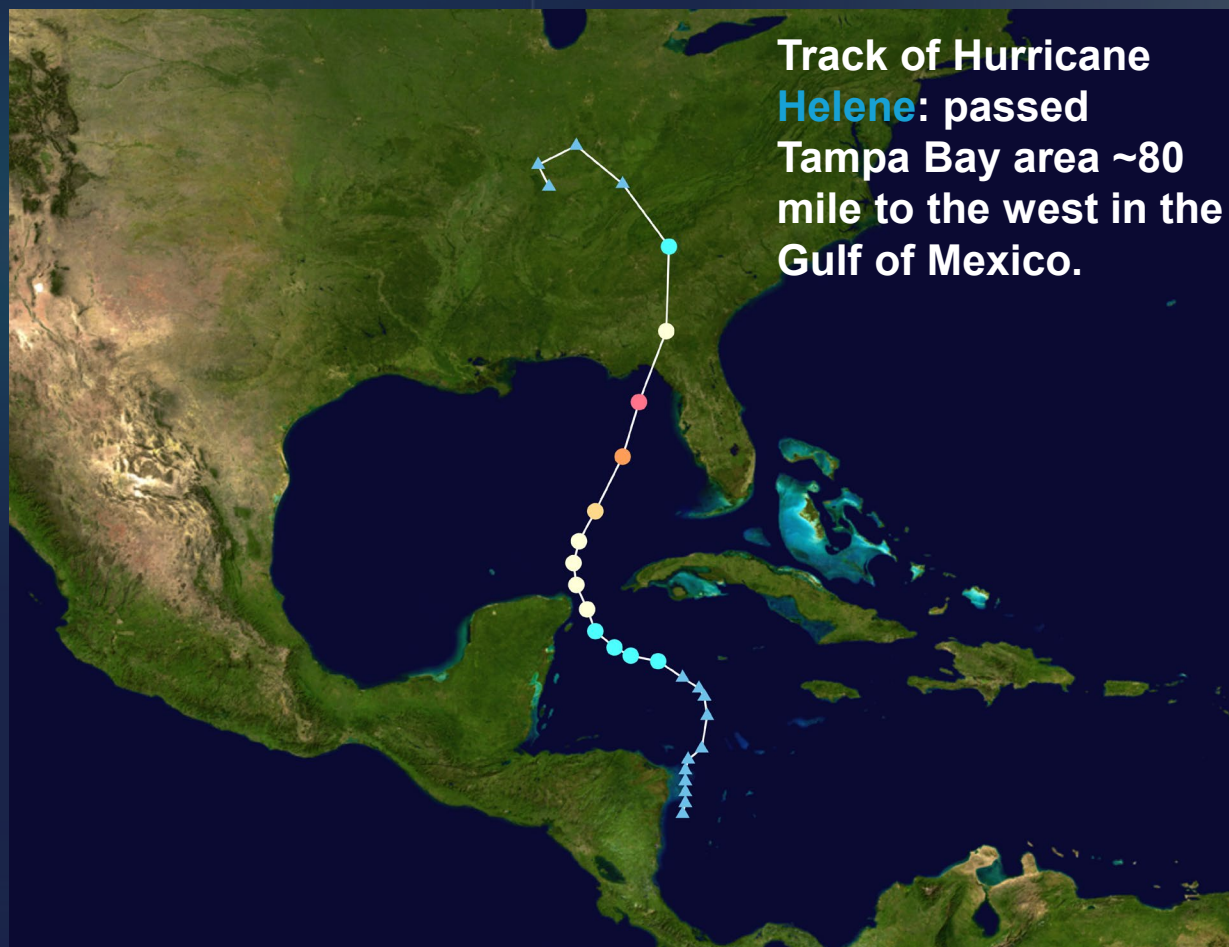 Track of Hurricane
Helene: passed
Tampa Bay area ~80
mile to the west in the
Gulf of Mexico.